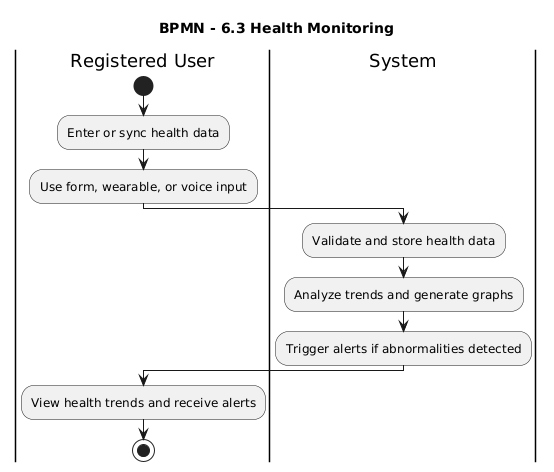 BPMN - 6.3 Health Monitoring
Registered User
System
Enter or sync health data
Use form, wearable, or voice input
Validate and store health data
Analyze trends and generate graphs
Trigger alerts if abnormalities detected
View health trends and receive alerts